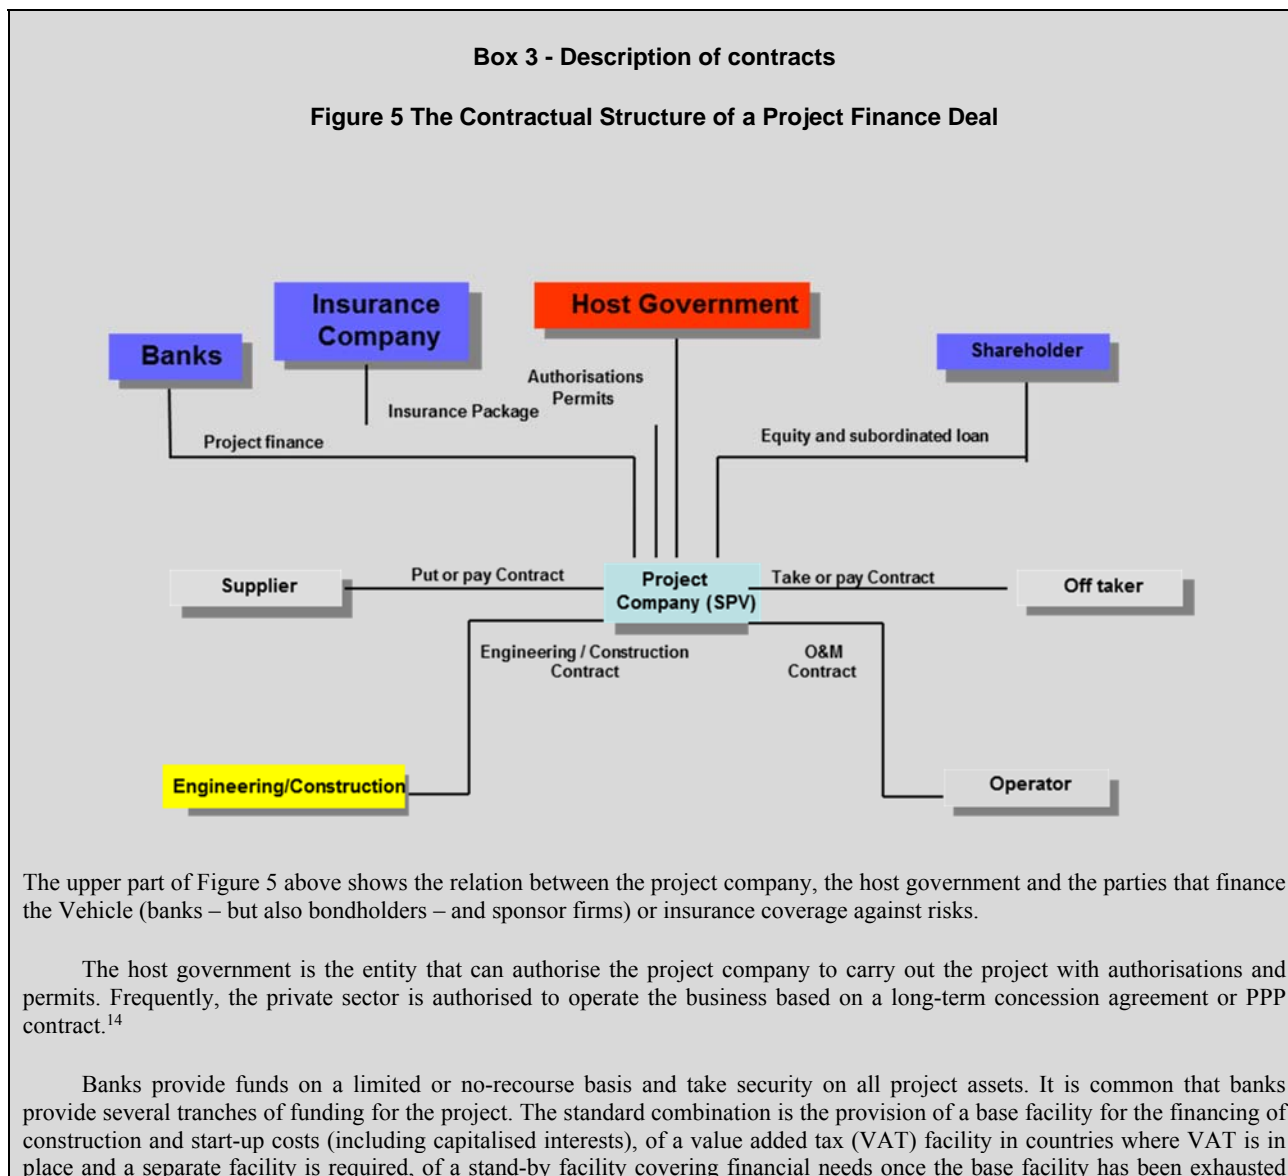 Box 3 - Description of contracts
Figure 5 The Contractual Structure of a Project Finance Deal
Insurance
Company
Host Government
Banks
Shareholder
Authorisations
Permits
Insurance Package
Project finance
Equity and subordinated loan
Supplier
Put or pay Contract
Project
Company (SPV)
Take or pay Contract
Off taker
Engineering / Construction
Contract
O&M
Contract
Engineering/Construction
Operator
The upper part of Figure 5 above shows the relation between the project company, the host government and the parties that finance
the Vehicle (banks – but also bondholders – and sponsor firms) or insurance coverage against risks.
The host government is the entity that can authorise the project company to carry out the project with authorisations and
permits. Frequently, the private sector is authorised to operate the business based on a long-term concession agreement or PPP
contract.14
Banks provide funds on a limited or no-recourse basis and take security on all project assets. It is common that banks
provide several tranches of funding for the project. The standard combination is the provision of a base facility for the financing of
construction and start-up costs (including capitalised interests), of a value added tax (VAT) facility in countries where VAT is in
place and a separate facility is required, of a stand-by facility covering financial needs once the base facility has been exhausted